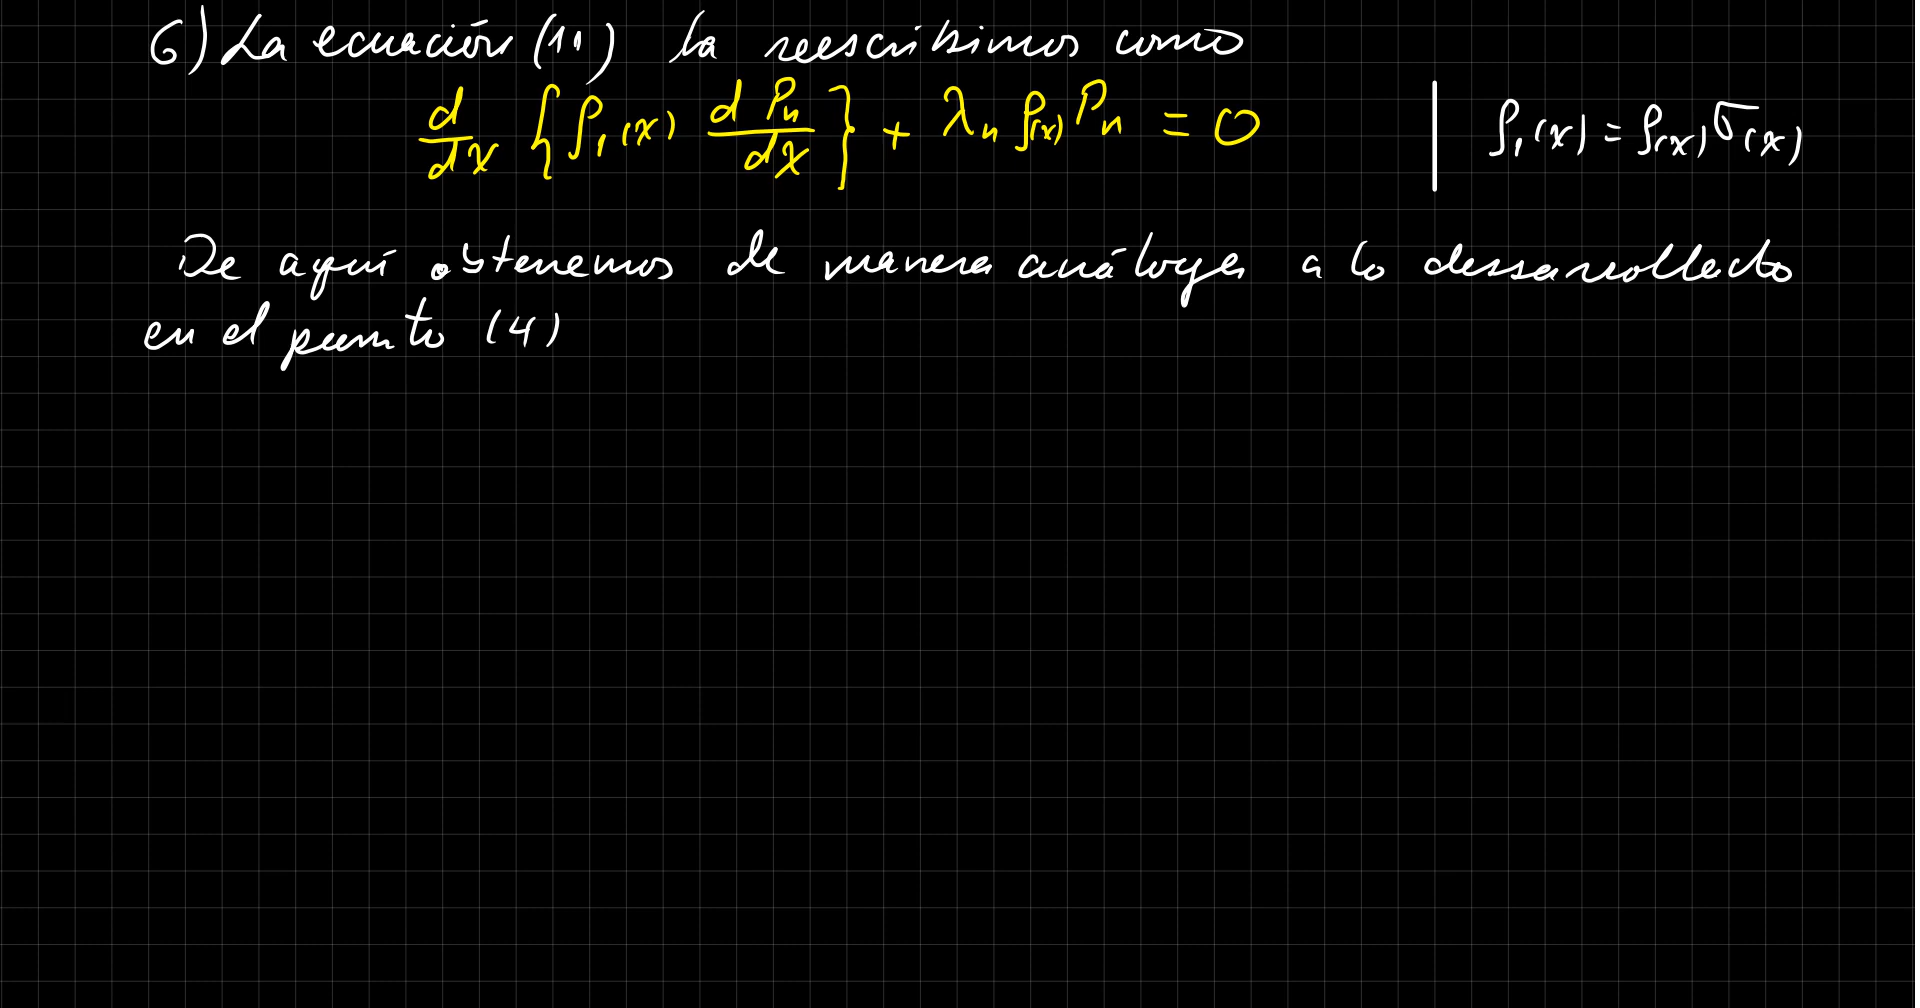 6) La ecuación (11) la reescribimos como
d/dx {ρ₁(x) dPₙ/dx} + λₙ ρ(x) Pₙ = 0 | ρ₁(x) = ρ(x) σ(x)
De aquí obtenemos de manera análoga a lo dessarrollado
en el punto (4)